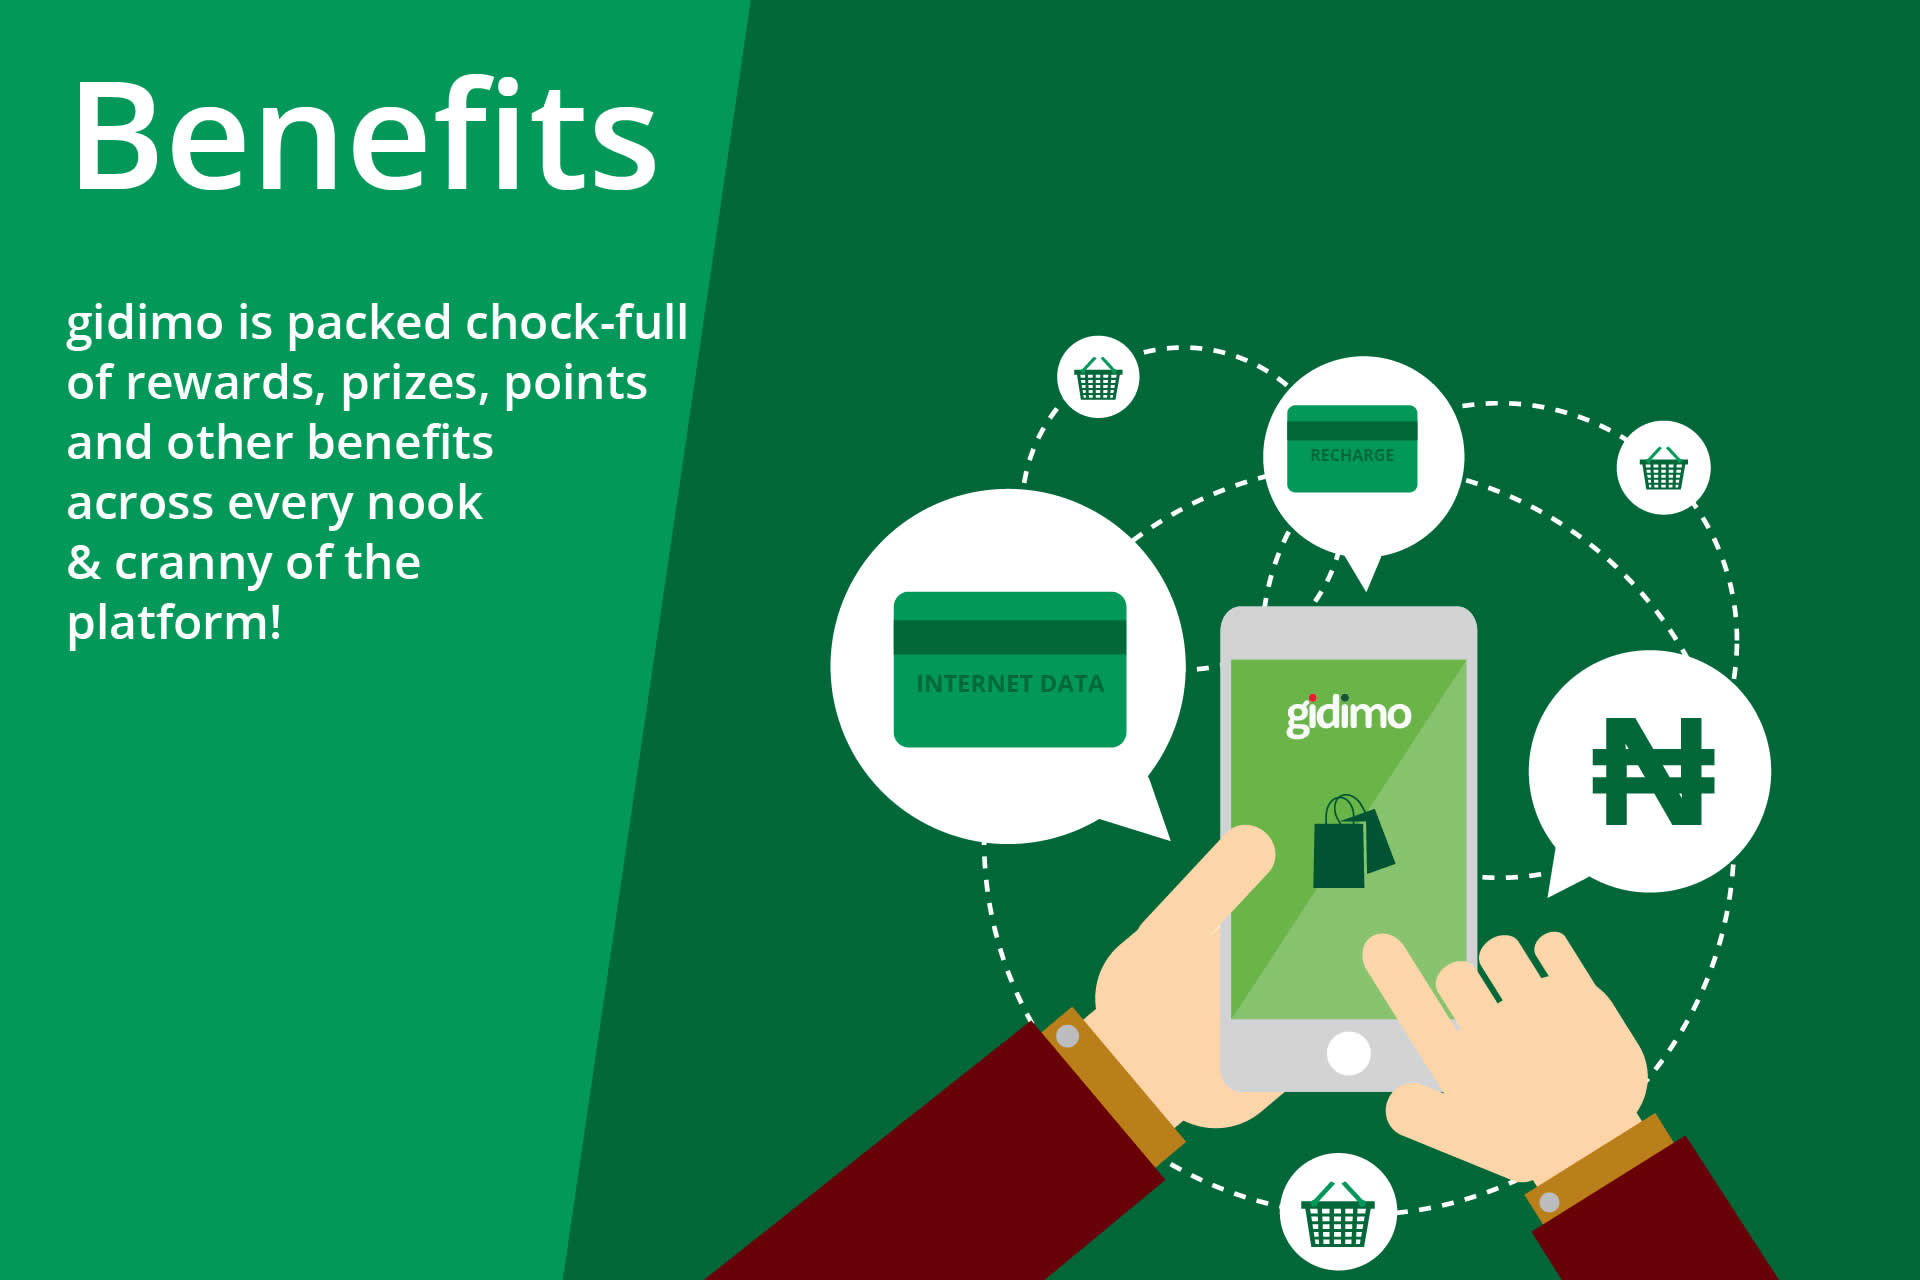 Benefits
gidimo is packed chock-full
of rewards, prizes, points
and other benefits
across every nook
& cranny of the
platform!
RECHARGE
INTERNET DATA
gidimo
₦